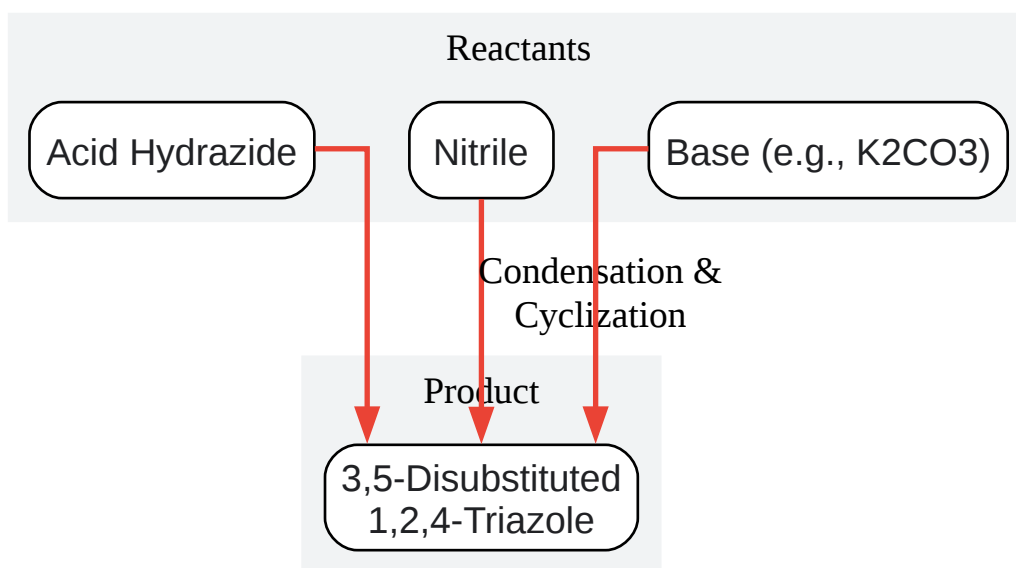 Reactants
Acid Hydrazide
Nitrile
Base (e.g., K2CO3)
Condensation &
Cyclization
Product
3,5-Disubstituted
1,2,4-Triazole